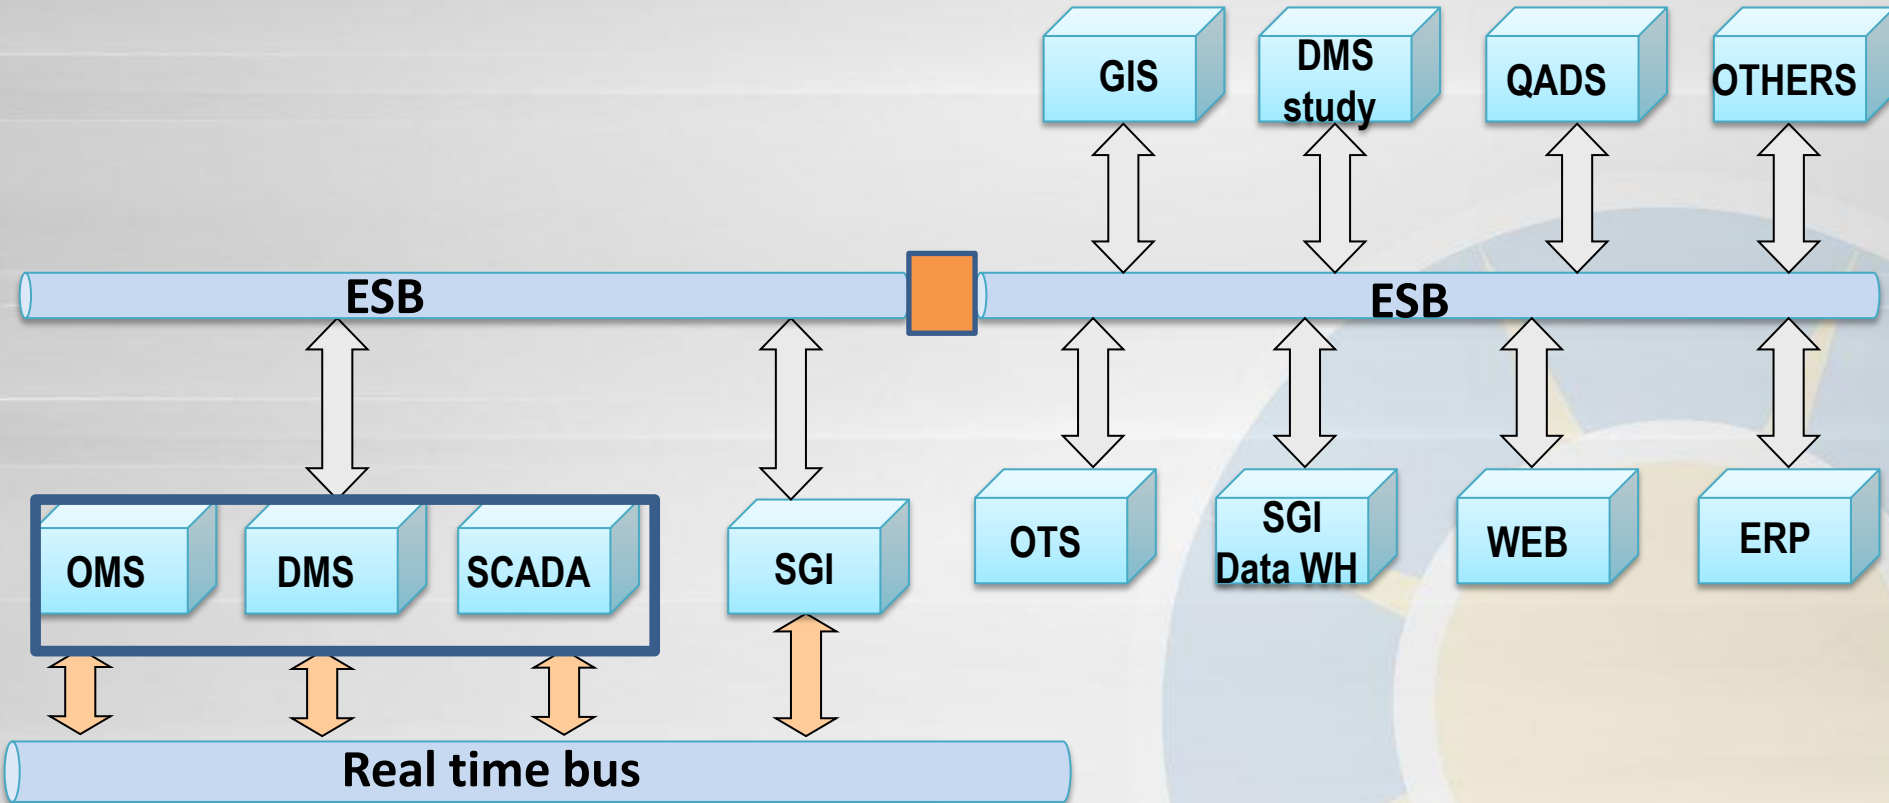 GIS
DMS
study
QADS
OTHERS
ESB
ESB
OMS
DMS
SCADA
SGI
OTS
SGI
Data WH
WEB
ERP
Real time bus